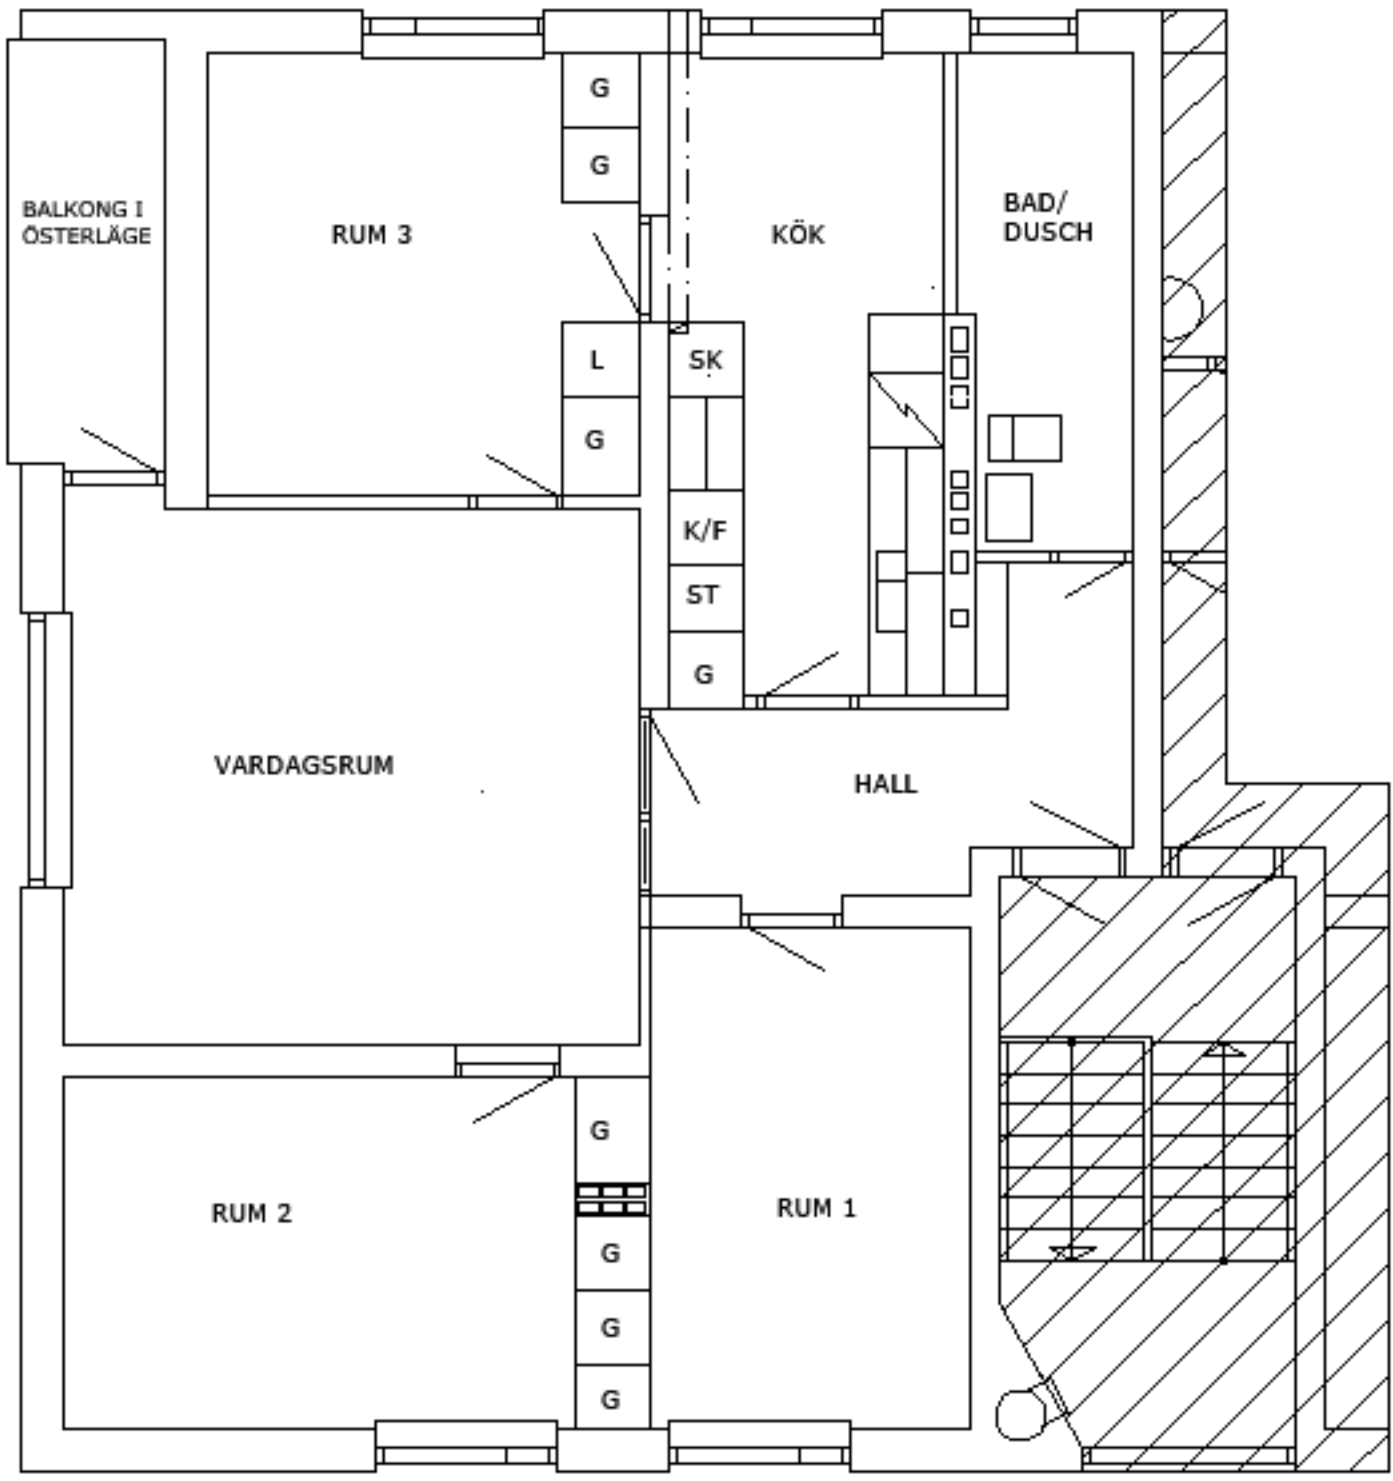 G
G
BALKONG I
ÖSTERLÄGE
RUM 3
KÖK
BAD/
DUSCH
L
SK
G
K/F
ST
G
VARDAGSRUM
HALL
G
RUM 2
RUM 1
G
G
G